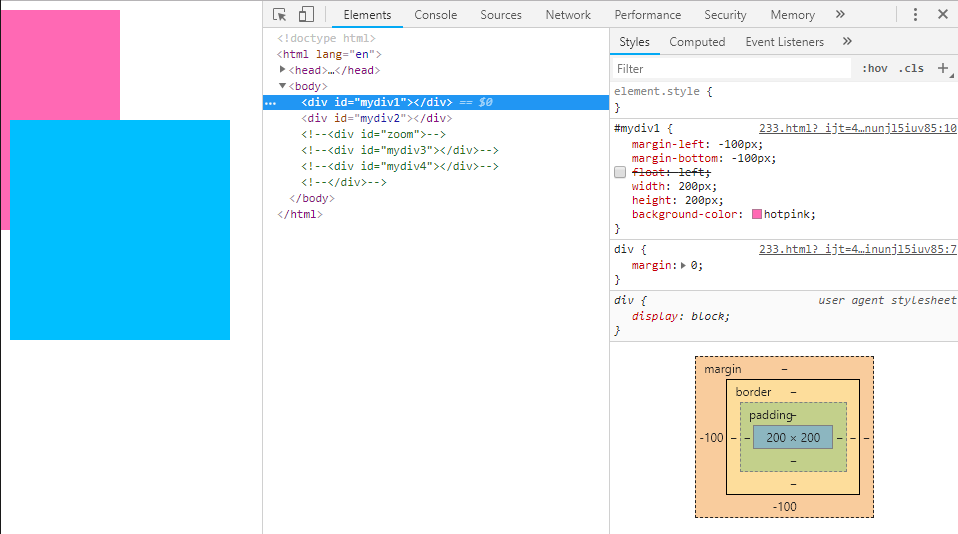 Elements Console Sources Network Performance Security Memory »
<!doctype html>
<html lang="en">
<head>…</head>
<body>
… <div id="mydiv1"></div> == $0
<div id="mydiv2"></div>
<!--<div id="zoom">-->
<!--<div id="mydiv3"></div>-->
<!--<div id="mydiv4"></div>-->
<!--</div>-->
</body>
</html>
Styles Computed Event Listeners »
Filter :hov .cls +
element.style {
}
#mydiv1 { 233.html?_ijt=4…nunjl5iuv85:10
margin-left: -100px;
margin-bottom: -100px;
float: left;
width: 200px;
height: 200px;
background-color: hotpink;
}
div { 233.html?_ijt=4…inunjl5iuv85:7
margin: 0;
}
div { user agent stylesheet
display: block;
}
margin –
border –
padding –
-100 – – 200 × 200 – – –
–
–
-100